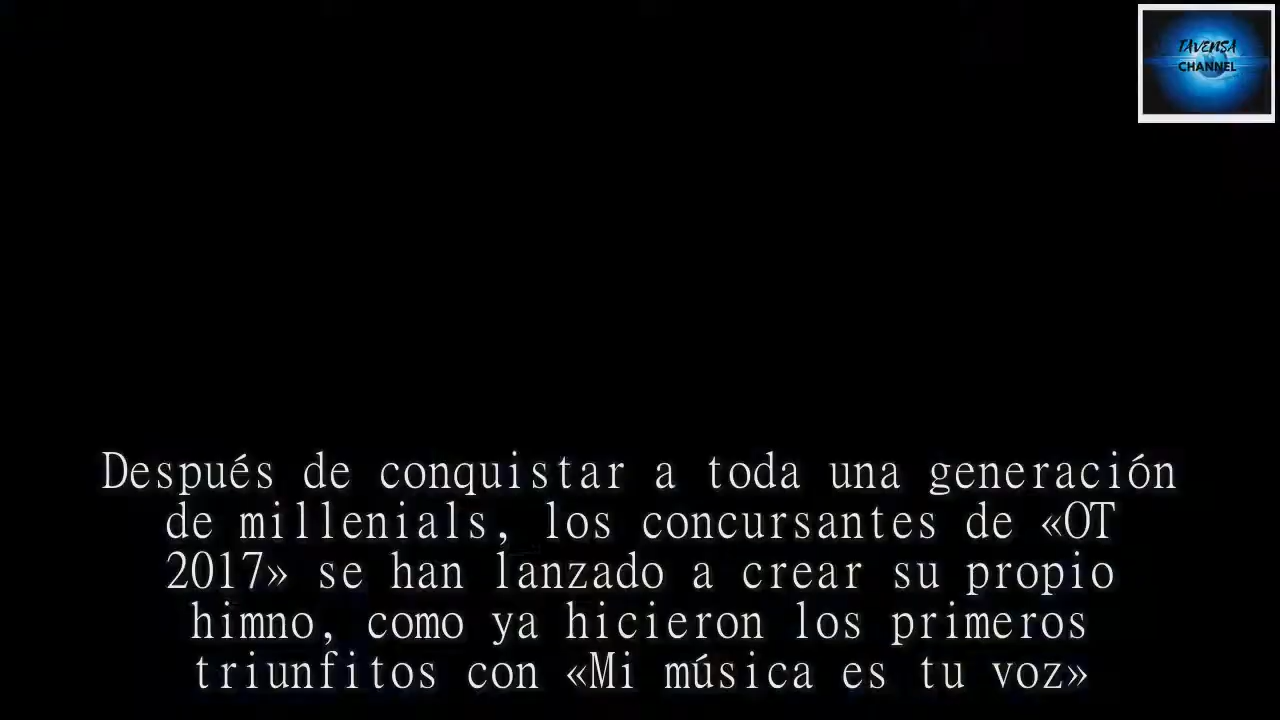 TAVENSA
CHANNEL
Después de conquistar a toda una generación
de millenials, los concursantes de «OT
2017» se han lanzado a crear su propio
himno, como ya hicieron los primeros
triunfitos con «Mi música es tu voz»